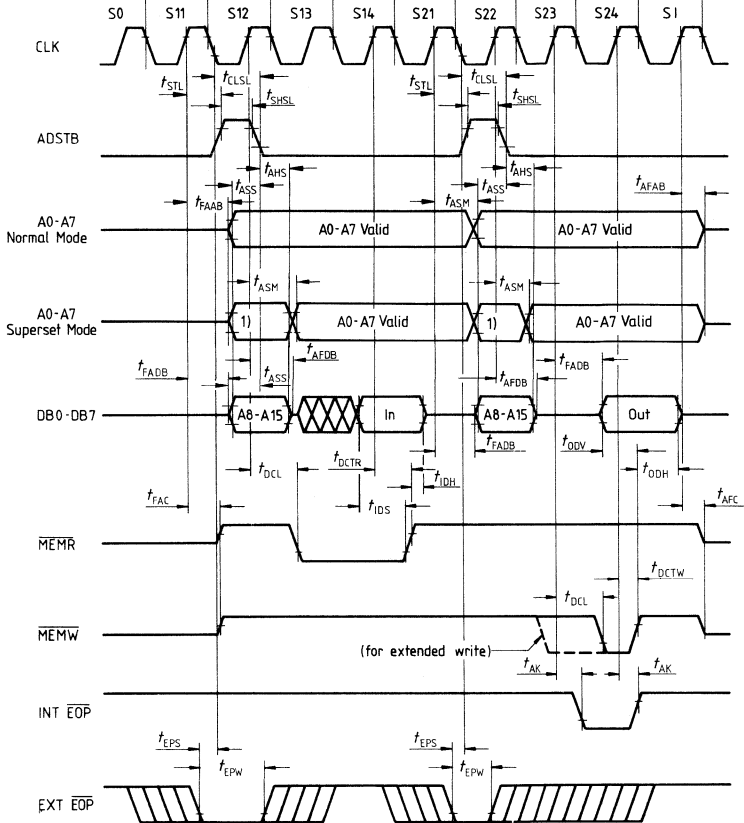 S0 S11 S12 S13 S14 S21 S22 S23 S24 SI
CLK
tSTL tCLSL tSTL tCLSL
tSHSL tSHSL
ADSTB
tAHS tAHS
tFAAB tASS tASM tASS tAFAB
A0-A7
Normal Mode
A0-A7 Valid A0-A7 Valid
tASM tASM
A0-A7
Superset Mode
1) A0-A7 Valid 1) A0-A7 Valid
tFADB tASS tAFDB tAFDB tFADB
DB0-DB7 A8-A15 In A8-A15 Out
tDCL tDCTR tFADB tODV tODH
tIDH
tFAC tIDS tAFC
MEMR
tDCTW
tDCL
MEMW
(for extended write)
tAK tAK
INT EOP
tEPS tEPS
tEPW tEPW
EXT EOP